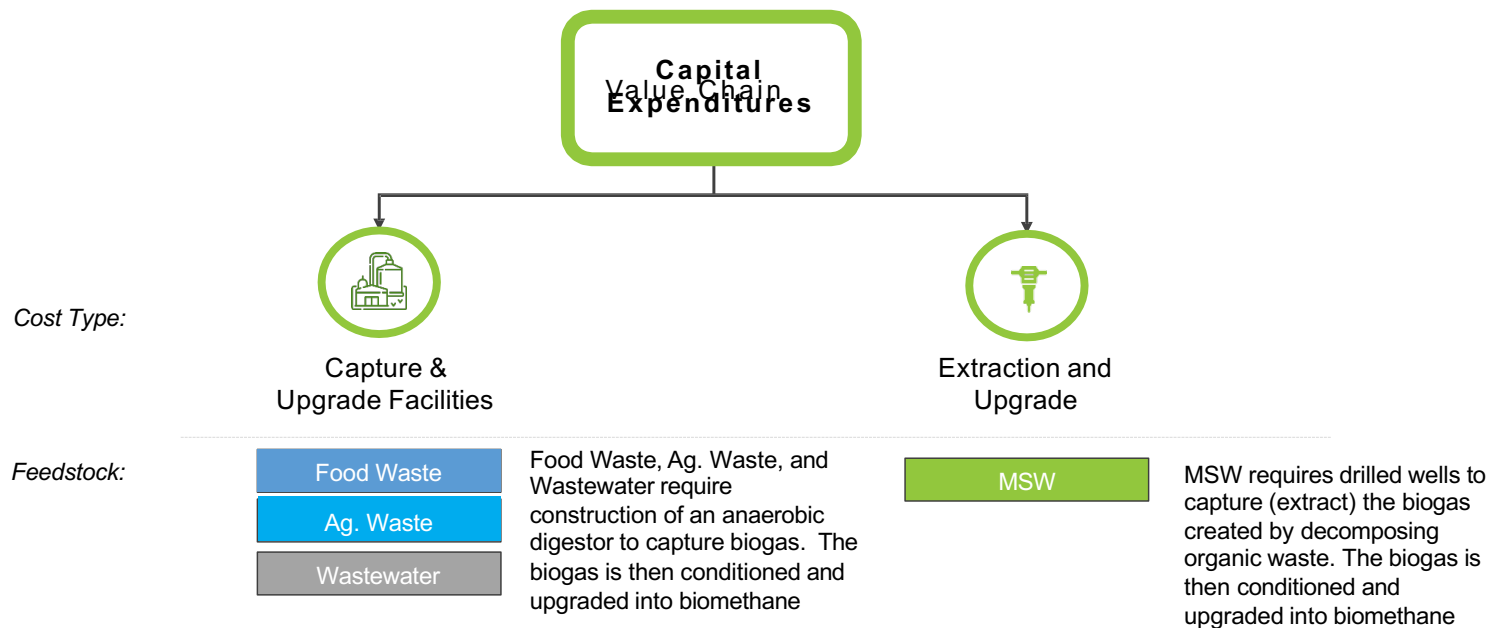 Capital
Value Chain
Expenditures
Cost Type:
Capture &
Upgrade Facilities
Extraction and
Upgrade
Feedstock:
Food Waste
Ag. Waste
Wastewater
Food Waste, Ag. Waste, and
Wastewater require
construction of an anaerobic
digestor to capture biogas. The
biogas is then conditioned and
upgraded into biomethane
MSW
MSW requires drilled wells to
capture (extract) the biogas
created by decomposing
organic waste. The biogas is
then conditioned and
upgraded into biomethane